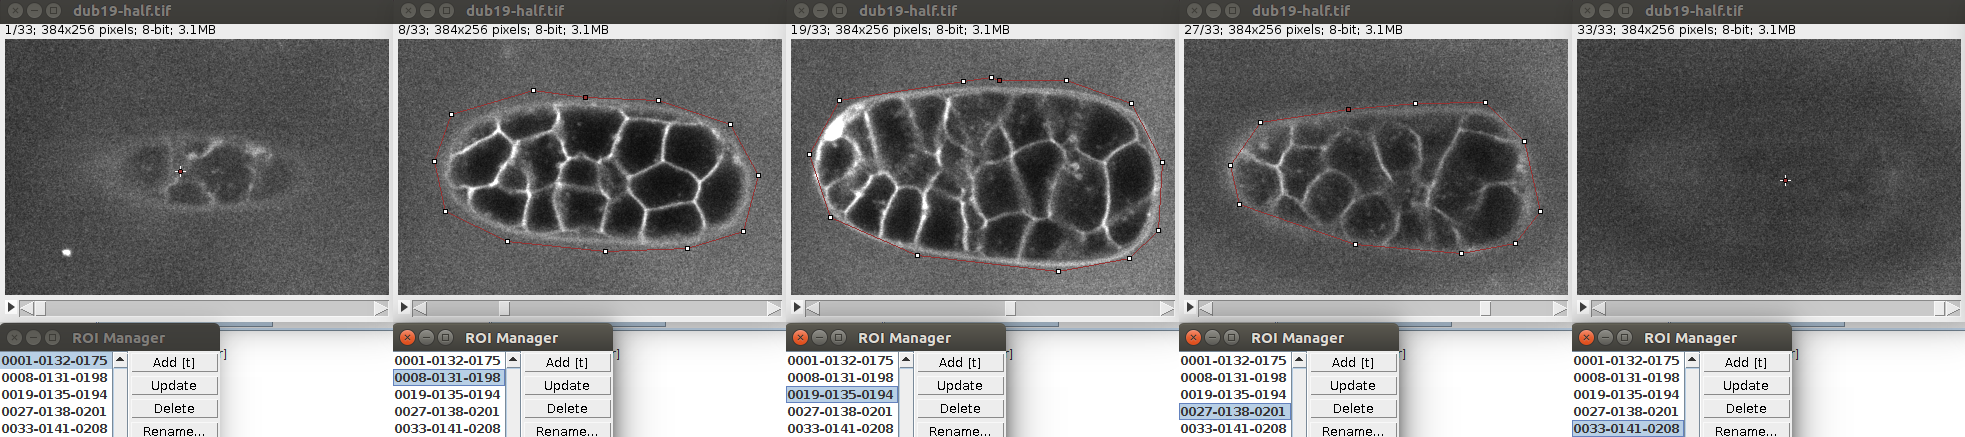 dub19-half.tif
1/33; 384x256 pixels; 8-bit; 3.1MB
ROI Manager
0001-0132-0175
0008-0131-0198
0019-0135-0194
0027-0138-0201
0033-0141-0208
Add [t]
Update
Delete
Rename...
dub19-half.tif
8/33; 384x256 pixels; 8-bit; 3.1MB
ROI Manager
0001-0132-0175
0008-0131-0198
0019-0135-0194
0027-0138-0201
0033-0141-0208
Add [t]
Update
Delete
Rename...
dub19-half.tif
19/33; 384x256 pixels; 8-bit; 3.1MB
ROI Manager
0001-0132-0175
0008-0131-0198
0019-0135-0194
0027-0138-0201
0033-0141-0208
Add [t]
Update
Delete
Rename...
dub19-half.tif
27/33; 384x256 pixels; 8-bit; 3.1MB
ROI Manager
0001-0132-0175
0008-0131-0198
0019-0135-0194
0027-0138-0201
0033-0141-0208
Add [t]
Update
Delete
Rename...
dub19-half.tif
33/33; 384x256 pixels; 8-bit; 3.1MB
ROI Manager
0001-0132-0175
0008-0131-0198
0019-0135-0194
0027-0138-0201
0033-0141-0208
Add [t]
Update
Delete
Rename...